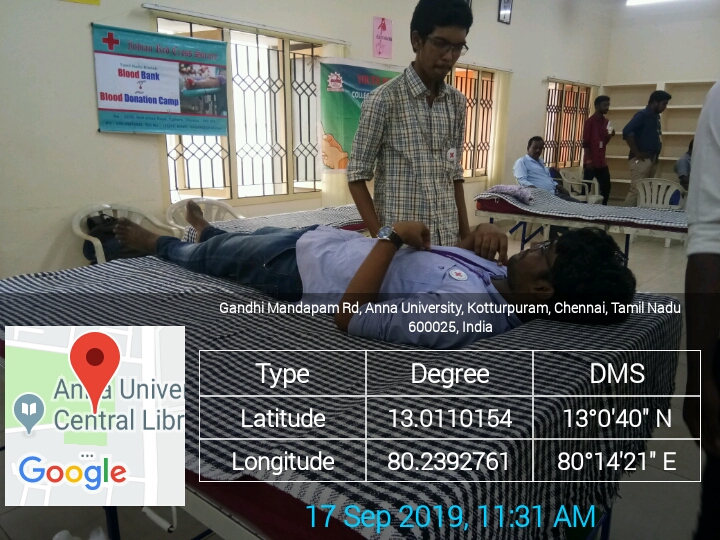 Blood Bank
Blood Donation Camp
Gandhi Mandapam Rd, Anna University, Kotturpuram, Chennai, Tamil Nadu
600025, India
Type Degree DMS
Latitude 13.0110154 13°0'40" N
Longitude 80.2392761 80°14'21" E
Central Libr
Google
17 Sep 2019, 11:31 AM